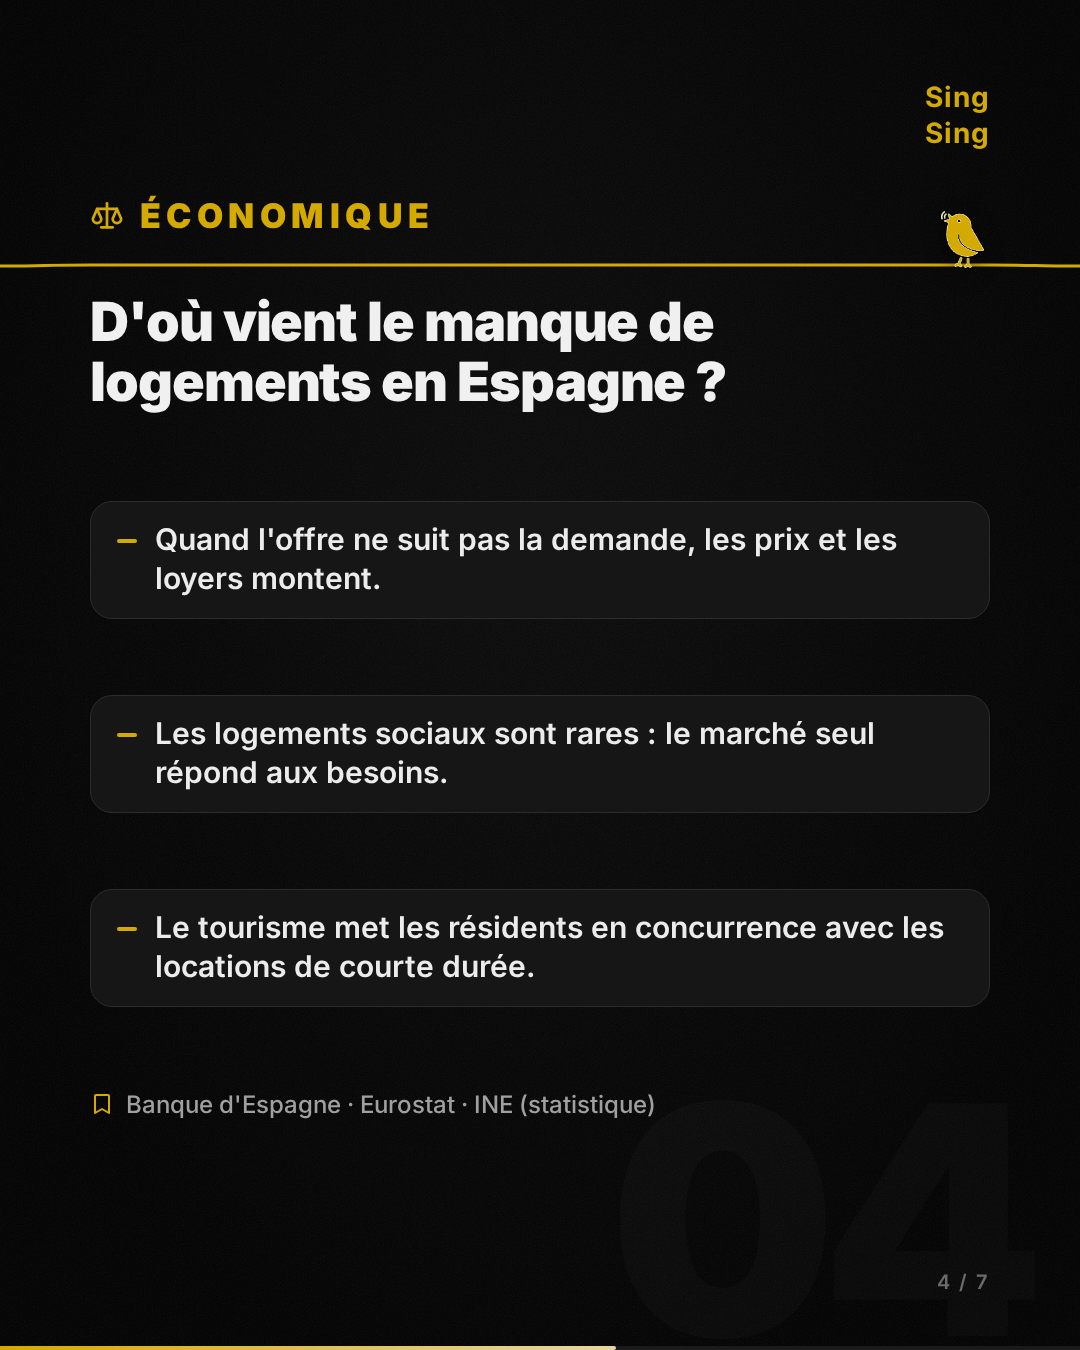 Sing
Sing
ÉCONOMIQUE
D'où vient le manque de
logements en Espagne ?
Quand l'offre ne suit pas la demande, les prix et les
loyers montent.
Les logements sociaux sont rares : le marché seul
répond aux besoins.
Le tourisme met les résidents en concurrence avec les
locations de courte durée.
Banque d'Espagne · Eurostat · INE (statistique)
04
4 / 7